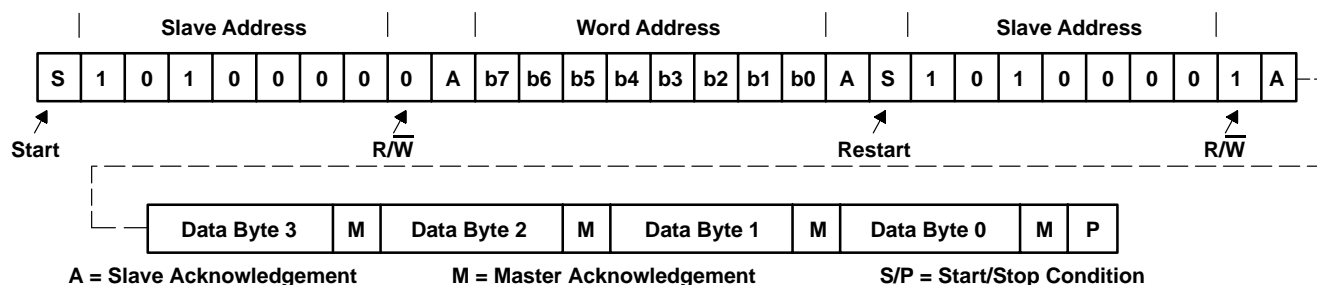 Slave Address Word Address Slave Address
S 1 0 1 0 0 0 0 0 A b7 b6 b5 b4 b3 b2 b1 b0 A S 1 0 1 0 0 0 0 1 A
Start R/W̅ Restart R/W̅
Data Byte 3 M Data Byte 2 M Data Byte 1 M Data Byte 0 M P
A = Slave Acknowledgement M = Master Acknowledgement S/P = Start/Stop Condition